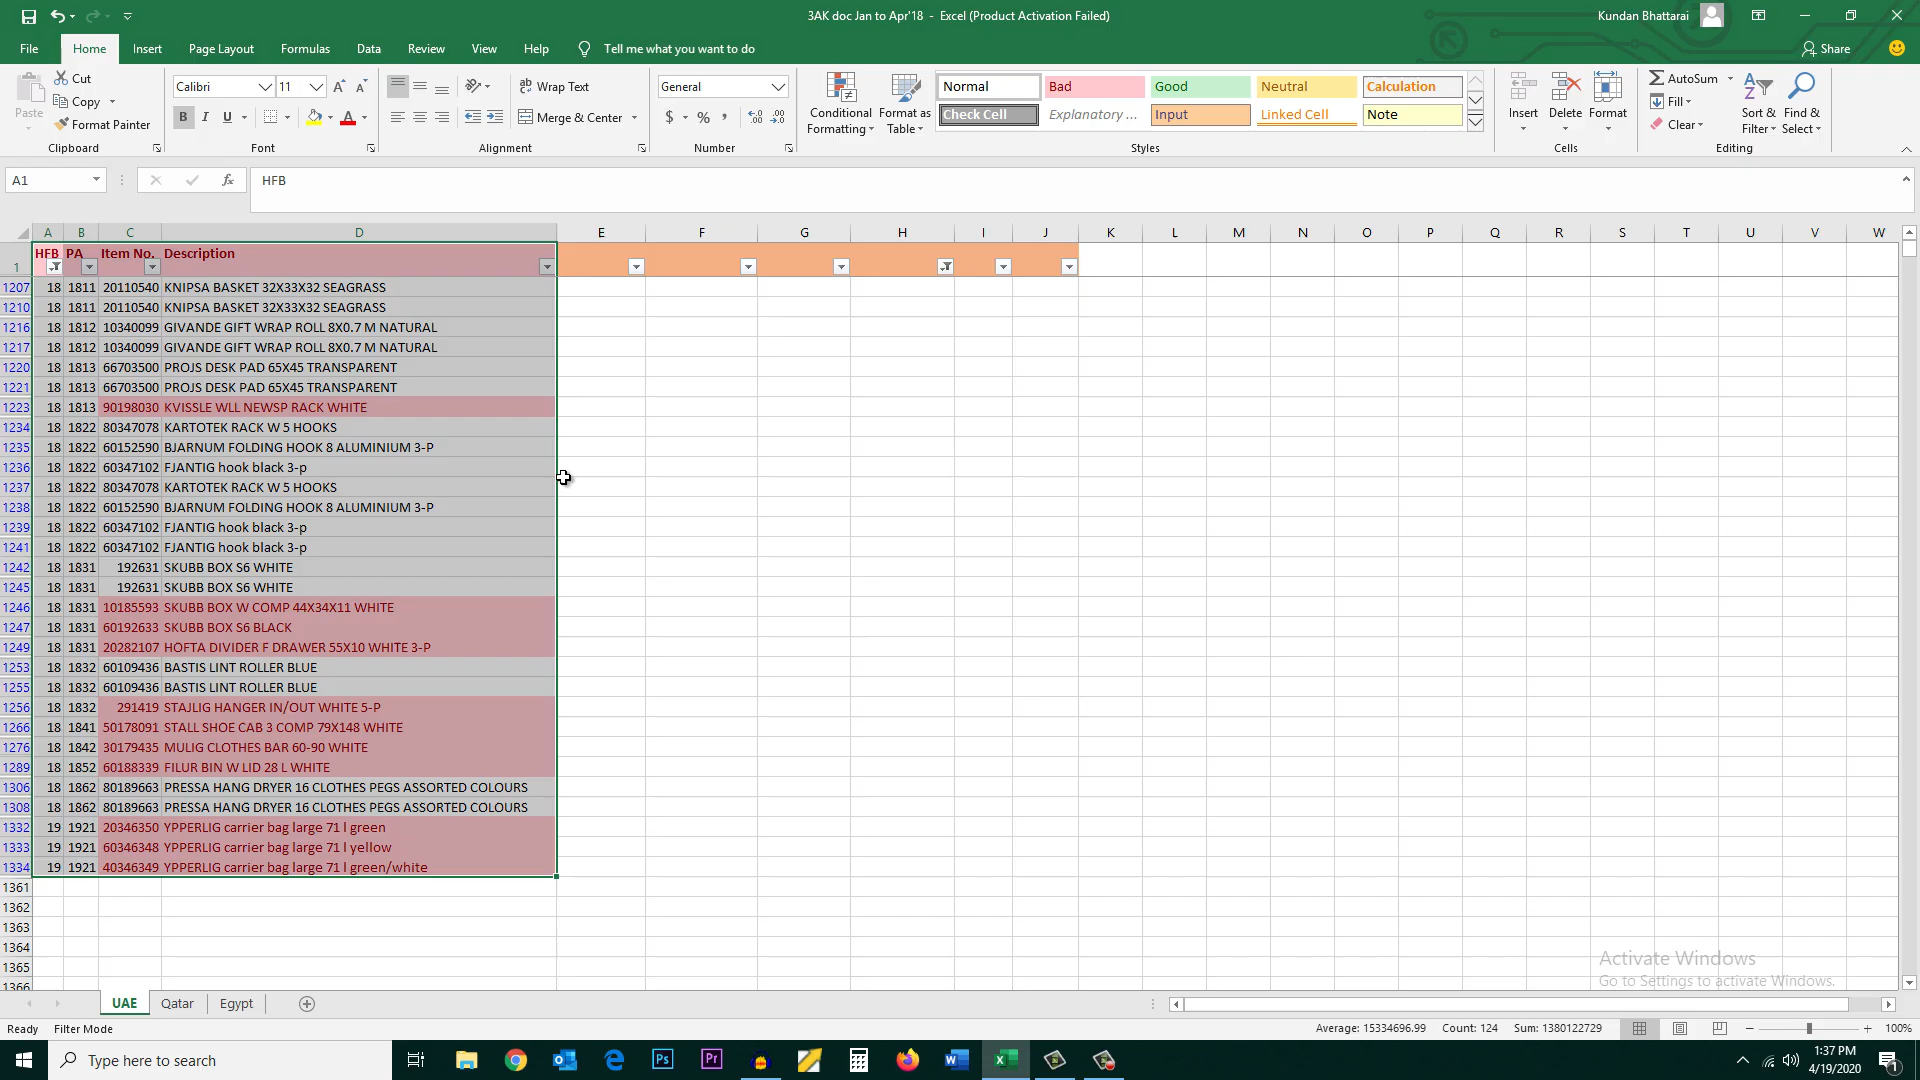 3AK doc Jan to Apr'18 - Excel (Product Activation Failed)
Kundan Bhattarai
File Home Insert Page Layout Formulas Data Review View Help Tell me what you want to do Share
Paste
Cut
Copy
Format Painter
Calibri 11
B I U A
Wrap Text
Merge & Center
General
$ % ,
Conditional Formatting
Format as Table
Normal Bad Good Neutral Calculation
Check Cell Explanatory ... Input Linked Cell Note
Insert Delete Format
AutoSum
Fill
Clear
Sort & Filter
Find & Select
Clipboard Font Alignment Number Styles Cells Editing
A1 fx HFB
A B C D E F G H I J K L M N O P Q R S T U V W
1 HFB PA Item No. Description
1207 18 1811 20110540 KNIPSA BASKET 32X33X32 SEAGRASS
1210 18 1811 20110540 KNIPSA BASKET 32X33X32 SEAGRASS
1216 18 1812 10340099 GIVANDE GIFT WRAP ROLL 8X0.7 M NATURAL
1217 18 1812 10340099 GIVANDE GIFT WRAP ROLL 8X0.7 M NATURAL
1220 18 1813 66703500 PROJS DESK PAD 65X45 TRANSPARENT
1221 18 1813 66703500 PROJS DESK PAD 65X45 TRANSPARENT
1223 18 1813 90198030 KVISSLE WLL NEWSP RACK WHITE
1234 18 1822 80347078 KARTOTEK RACK W 5 HOOKS
1235 18 1822 60152590 BJARNUM FOLDING HOOK 8 ALUMINIUM 3-P
1236 18 1822 60347102 FJANTIG hook black 3-p
1237 18 1822 80347078 KARTOTEK RACK W 5 HOOKS
1238 18 1822 60152590 BJARNUM FOLDING HOOK 8 ALUMINIUM 3-P
1239 18 1822 60347102 FJANTIG hook black 3-p
1241 18 1822 60347102 FJANTIG hook black 3-p
1242 18 1831 192631 SKUBB BOX S6 WHITE
1245 18 1831 192631 SKUBB BOX S6 WHITE
1246 18 1831 10185593 SKUBB BOX W COMP 44X34X11 WHITE
1247 18 1831 60192633 SKUBB BOX S6 BLACK
1249 18 1831 20282107 HOFTA DIVIDER F DRAWER 55X10 WHITE 3-P
1253 18 1832 60109436 BASTIS LINT ROLLER BLUE
1255 18 1832 60109436 BASTIS LINT ROLLER BLUE
1256 18 1832 291419 STAJLIG HANGER IN/OUT WHITE 5-P
1266 18 1841 50178091 STALL SHOE CAB 3 COMP 79X148 WHITE
1276 18 1842 30179435 MULIG CLOTHES BAR 60-90 WHITE
1289 18 1852 60188339 FILUR BIN W LID 28 L WHITE
1306 18 1862 80189663 PRESSA HANG DRYER 16 CLOTHES PEGS ASSORTED COLOURS
1308 18 1862 80189663 PRESSA HANG DRYER 16 CLOTHES PEGS ASSORTED COLOURS
1332 19 1921 20346350 YPPERLIG carrier bag large 71 l green
1333 19 1921 60346348 YPPERLIG carrier bag large 71 l yellow
1334 19 1921 40346349 YPPERLIG carrier bag large 71 l green/white
1361
1362
1363
1364
1365
1366
Activate Windows
Go to Settings to activate Windows.
UAE Qatar Egypt
Ready Filter Mode Average: 15334696.99 Count: 124 Sum: 1380122729 100%
Type here to search
1:37 PM
4/19/2020